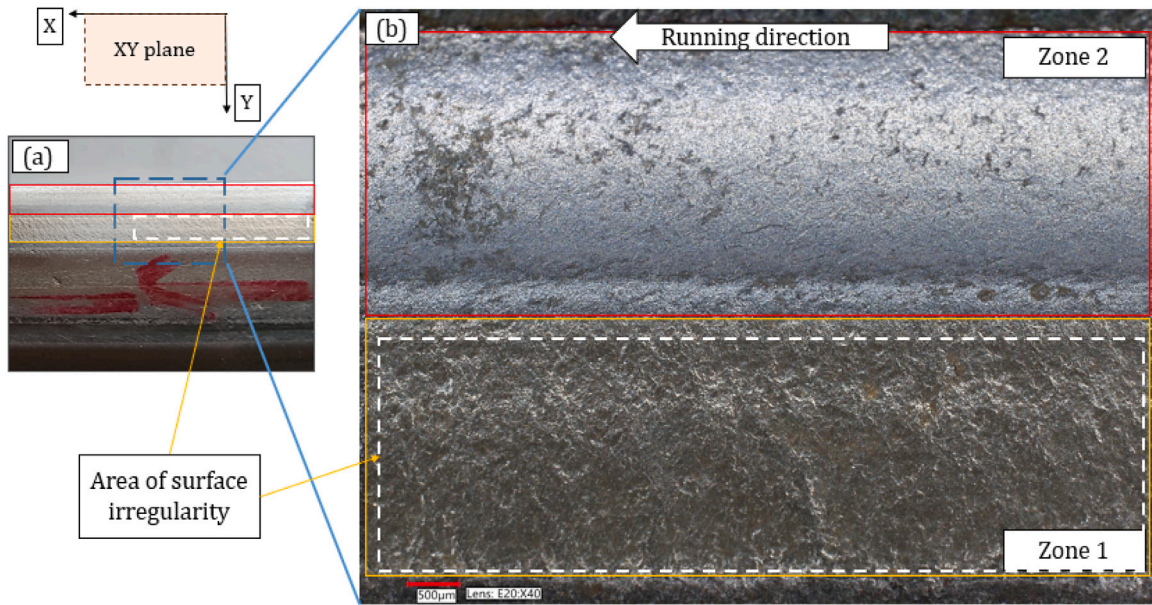 X
XY plane
Y
(a)
(b)
Running direction
Zone 2
Area of surface
irregularity
Zone 1
500μm
Lens: E20:X40